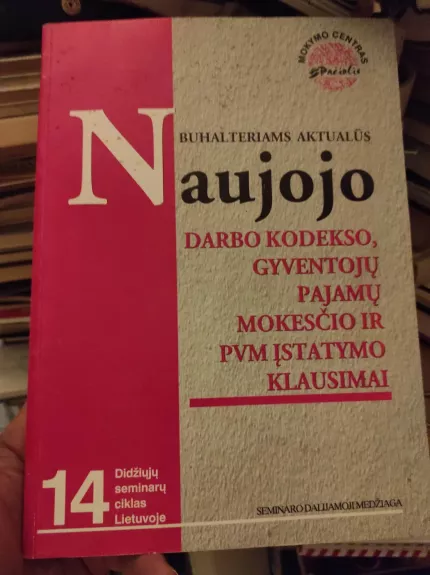 MOKYMO CENTRAS
Pačiolis
BUHALTERIAMS AKTUALŪS
Naujojo
DARBO KODEKSO,
GYVENTOJŲ
PAJAMŲ
MOKESČIO IR
PVM ĮSTATYMO
KLAUSIMAI
14
Didžiųjų
seminarų
ciklas
Lietuvoje
SEMINARO DALIJAMOJI MEDŽIAGA